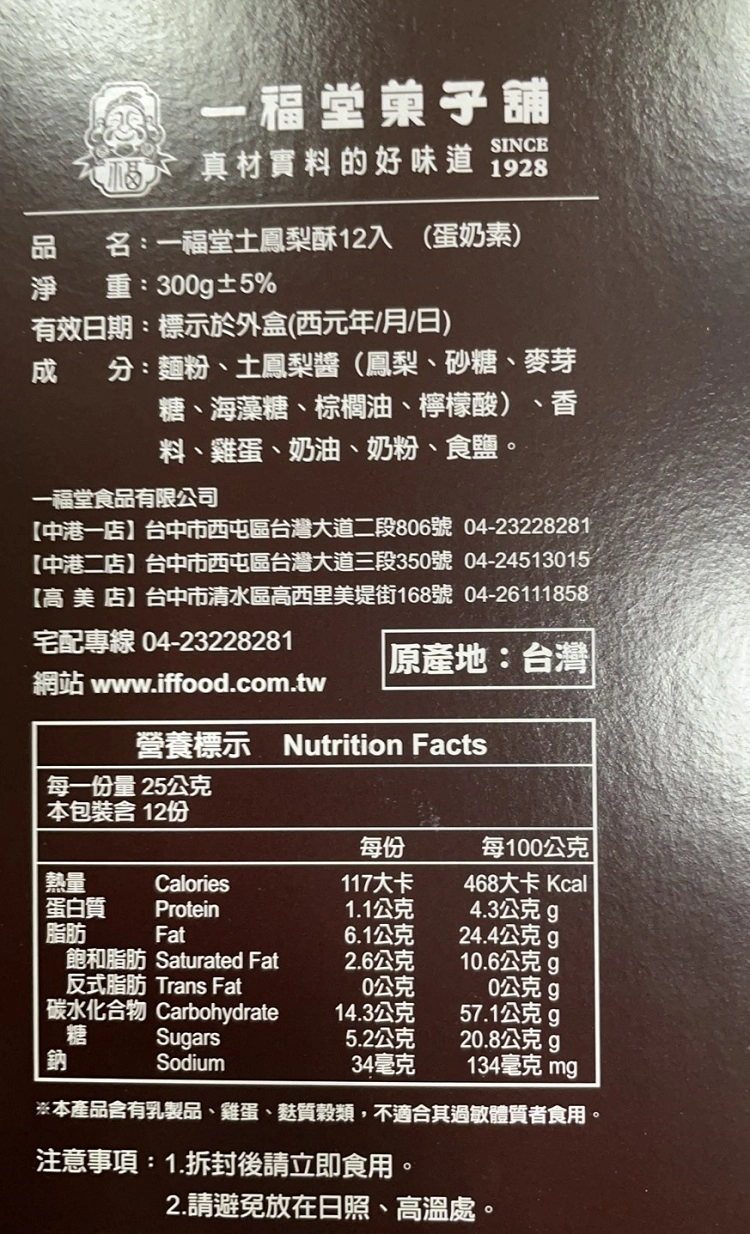 一福堂菓子舖
真材實料的好味道 SINCE 1928
福
品　　名：一福堂土鳳梨酥12入　（蛋奶素）
淨　　重：300g±5%
有效日期：標示於外盒(西元年/月/日)
成　　分：麵粉、土鳳梨醬（鳳梨、砂糖、麥芽
糖、海藻糖、棕櫚油、檸檬酸）、香
料、雞蛋、奶油、奶粉、食鹽。
一福堂食品有限公司
【中港一店】台中市西屯區台灣大道二段806號 04-23228281
【中港二店】台中市西屯區台灣大道三段350號 04-24513015
【高 美 店】台中市清水區高西里美堤街168號 04-26111858
宅配專線 04-23228281
網站 www.iffood.com.tw
原產地：台灣
營養標示　Nutrition Facts
每一份量 25公克
本包裝含 12份
每份　每100公克
熱量 Calories 117大卡 468大卡 Kcal
蛋白質 Protein 1.1公克 4.3公克 g
脂肪 Fat 6.1公克 24.4公克 g
飽和脂肪 Saturated Fat 2.6公克 10.6公克 g
反式脂肪 Trans Fat 0公克 0公克 g
碳水化合物 Carbohydrate 14.3公克 57.1公克 g
糖 Sugars 5.2公克 20.8公克 g
鈉 Sodium 34毫克 134毫克 mg
※本產品含有乳製品、雞蛋、麩質穀類，不適合其過敏體質者食用。
注意事項：1.拆封後請立即食用。
2.請避免放在日照、高溫處。